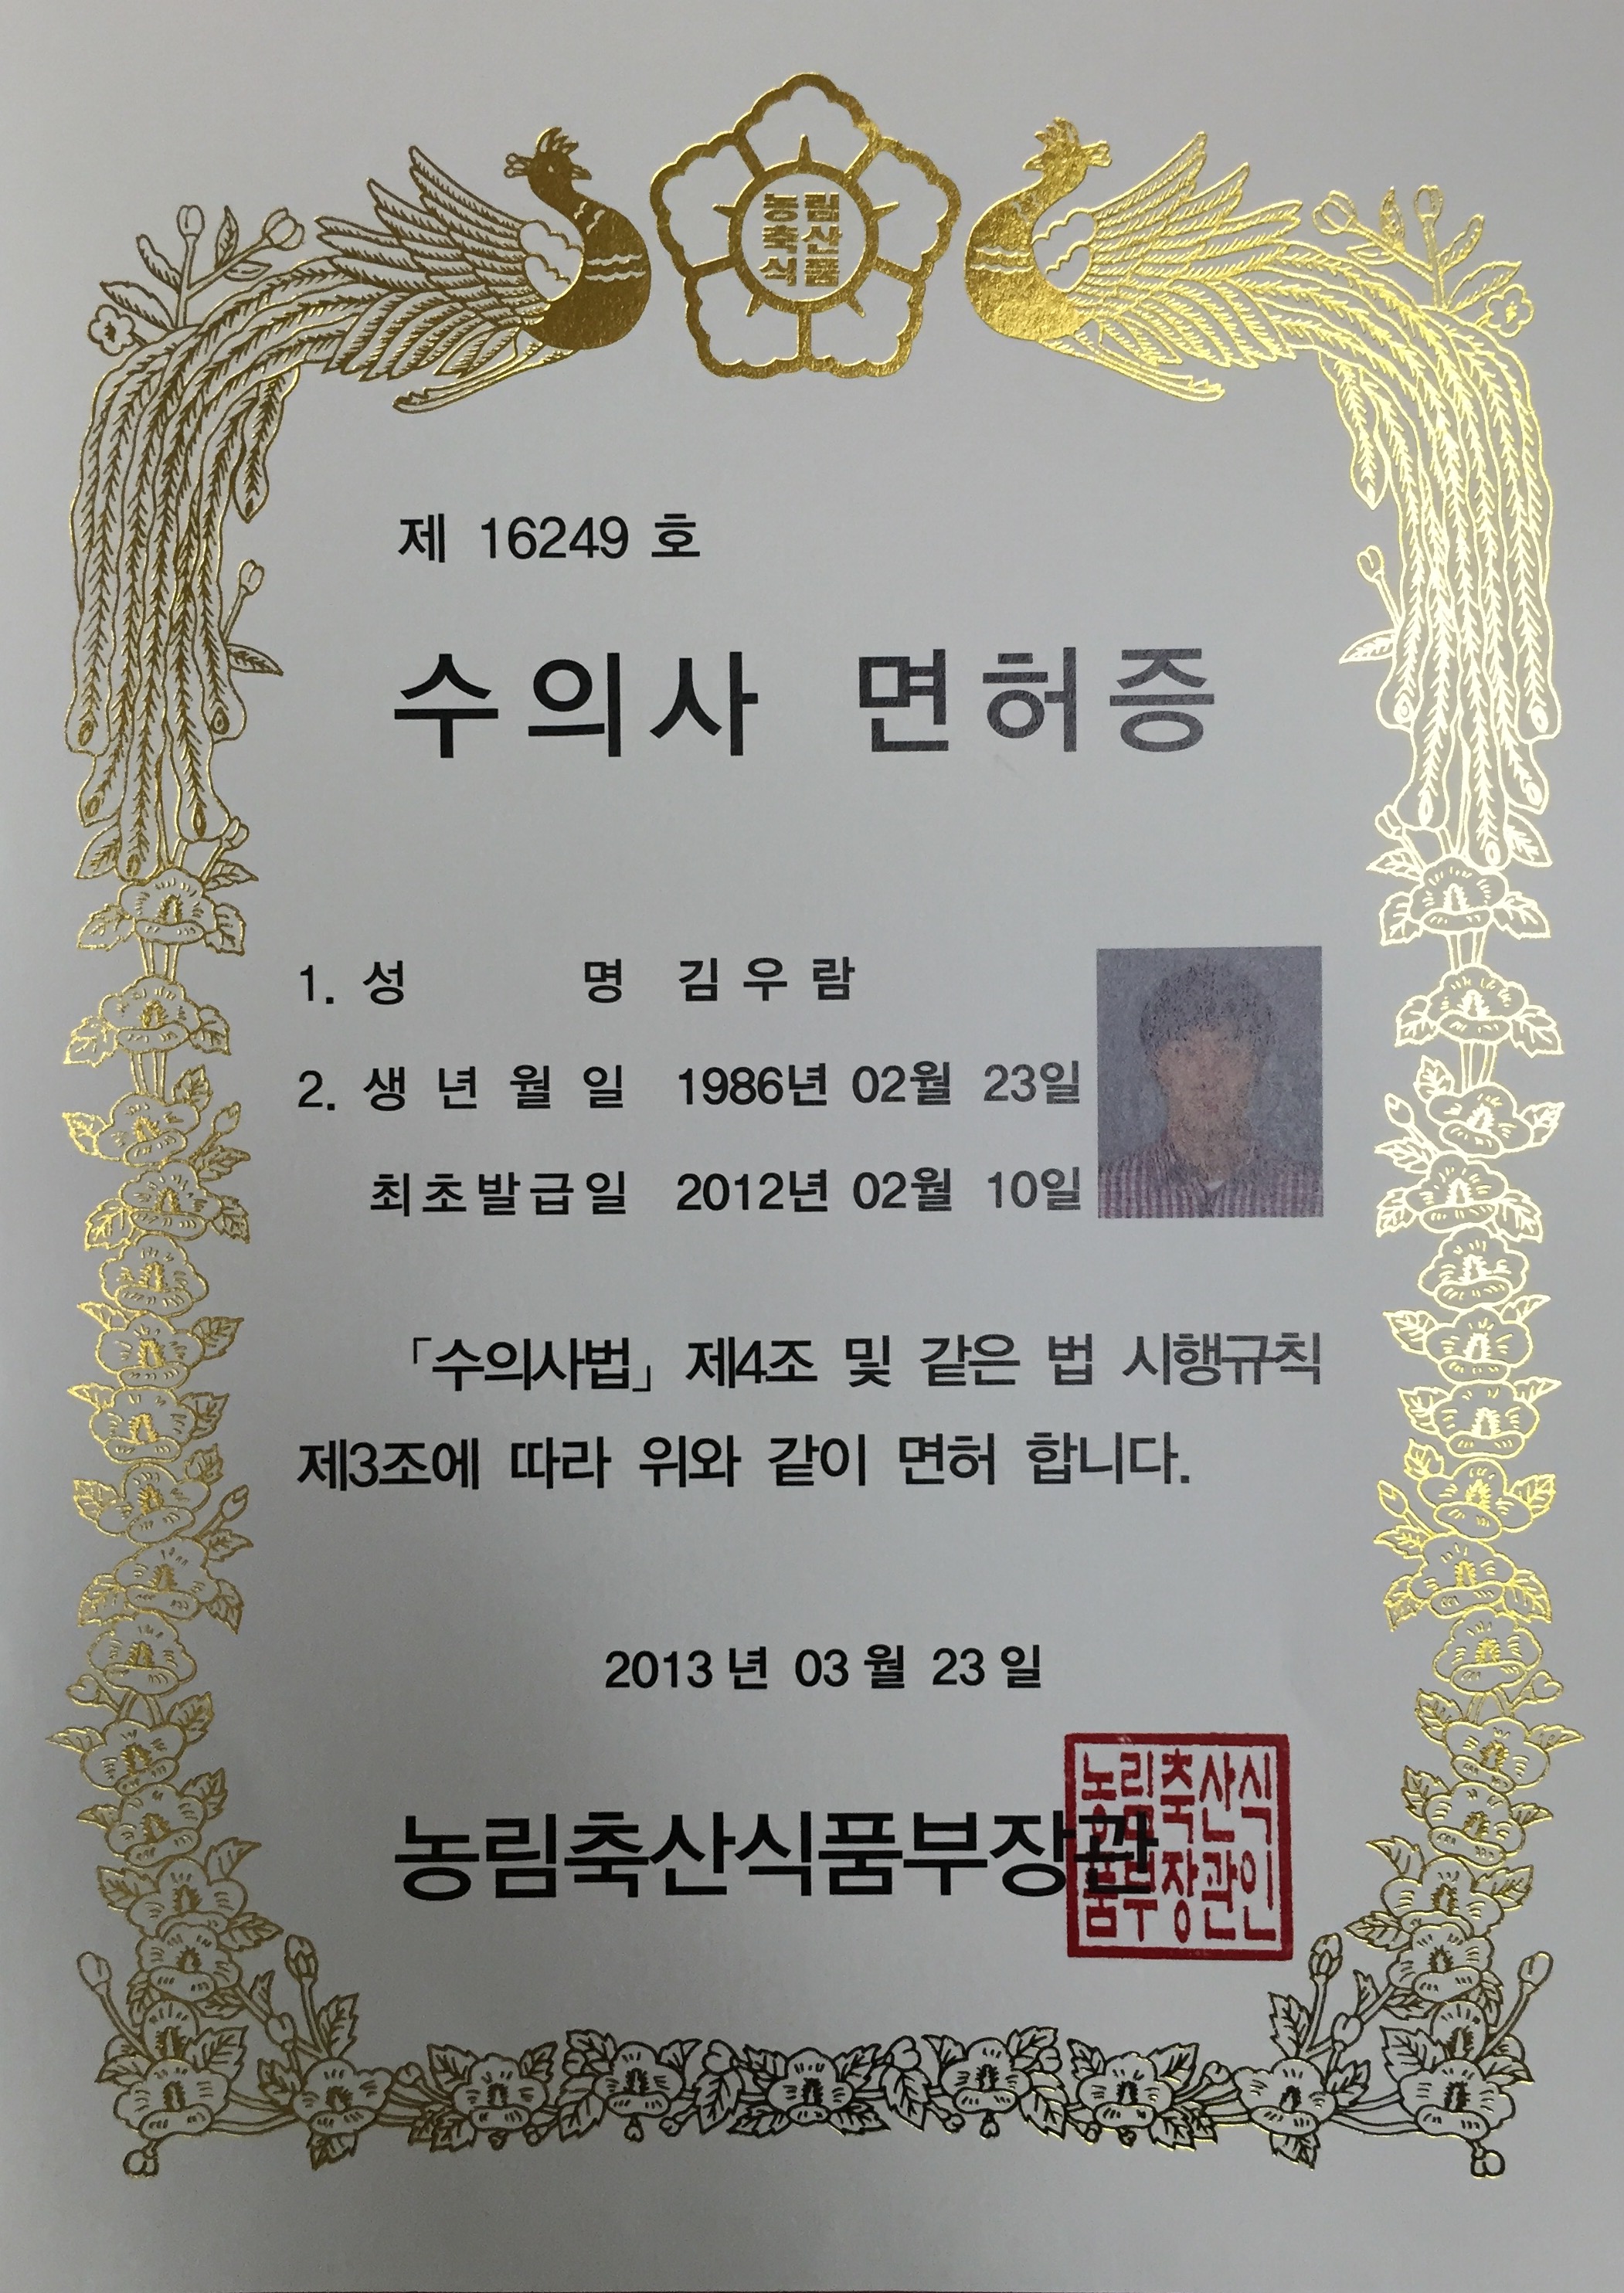 농림
축산
식품
제 16249 호
수의사 면허증
1. 성 명 김 우 람
2. 생 년 월 일 1986년 02월 23일
최초발급일 2012년 02월 10일
「수의사법」 제4조 및 같은 법 시행규칙
제3조에 따라 위와 같이 면허 합니다.
2013 년 03 월 23 일
농림축산식품부장관
농림축산식
품부장관인